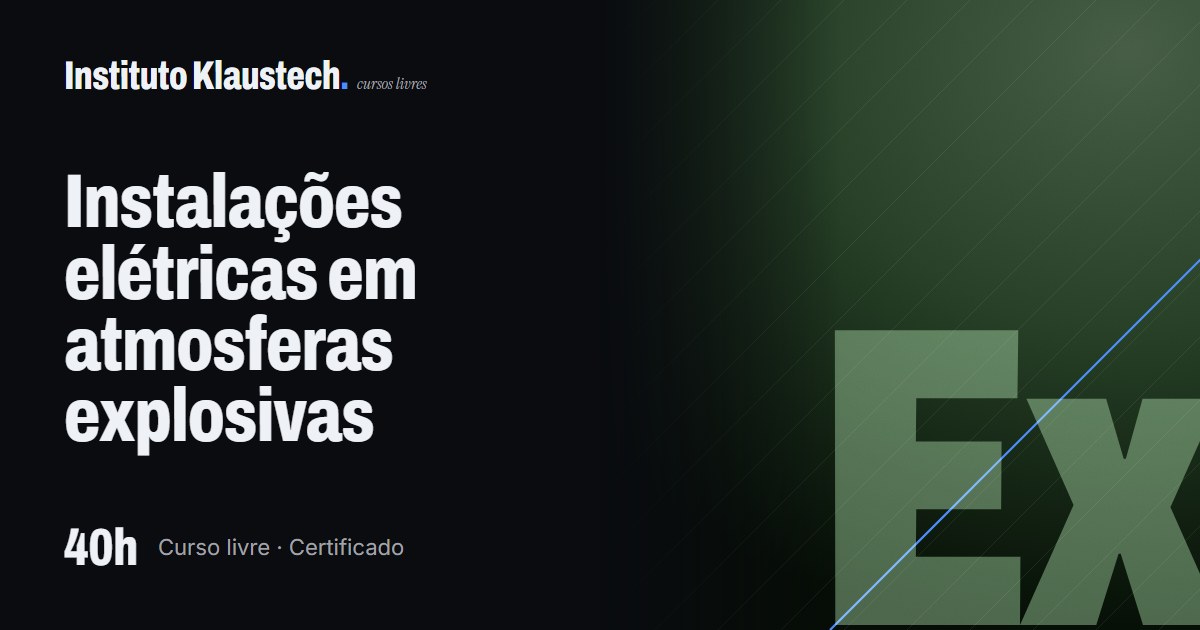 Instituto Klaustech. cursos livres
Instalações
elétricas em
atmosferas
explosivas
40h Curso livre · Certificado
Ex